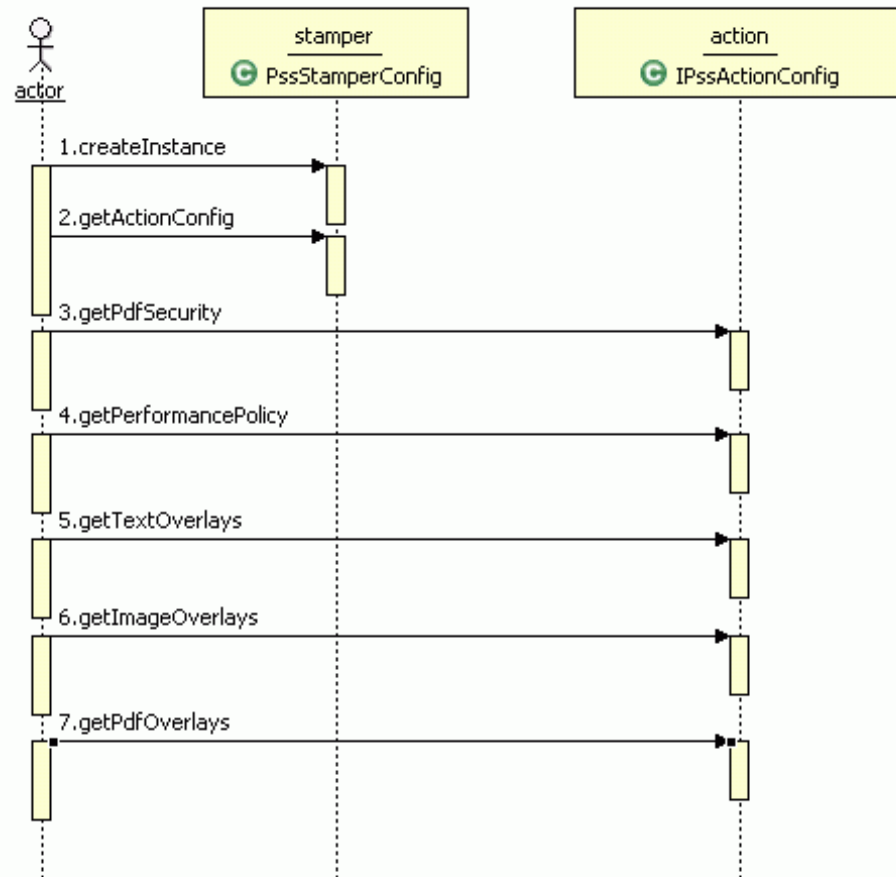 actor
stamper
C PssStamperConfig
action
C IPssActionConfig
1.createInstance
2.getActionConfig
3.getPdfSecurity
4.getPerformancePolicy
5.getTextOverlays
6.getImageOverlays
7.getPdfOverlays